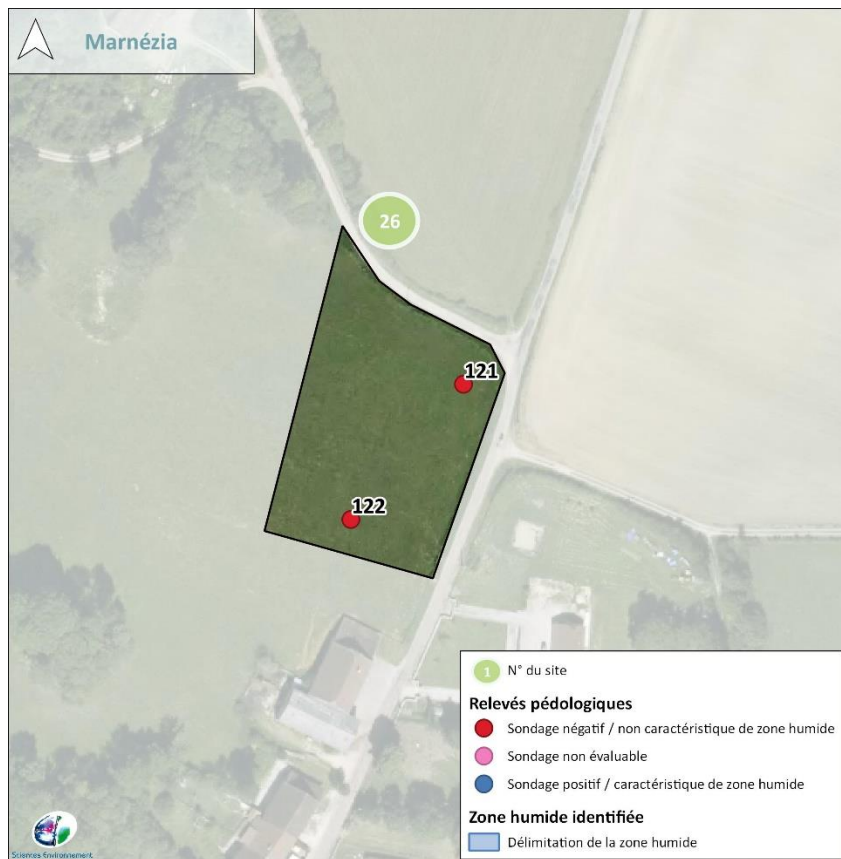 Marnézia
26
121
122
1 N° du site
Relevés pédologiques
Sondage négatif / non caractéristique de zone humide
Sondage non évaluable
Sondage positif / caractéristique de zone humide
Zone humide identifiée
Délimitation de la zone humide
Sciences Environnement